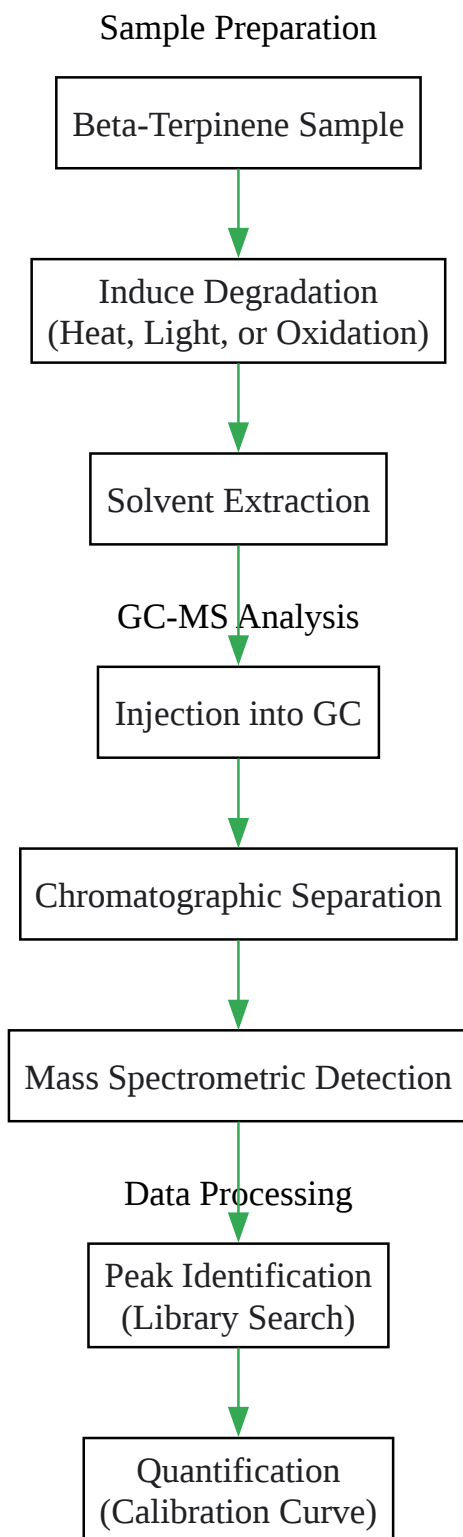 Sample Preparation
Beta-Terpinene Sample
Induce Degradation
(Heat, Light, or Oxidation)
Solvent Extraction
GC-MS Analysis
Injection into GC
Chromatographic Separation
Mass Spectrometric Detection
Data Processing
Peak Identification
(Library Search)
Quantification
(Calibration Curve)